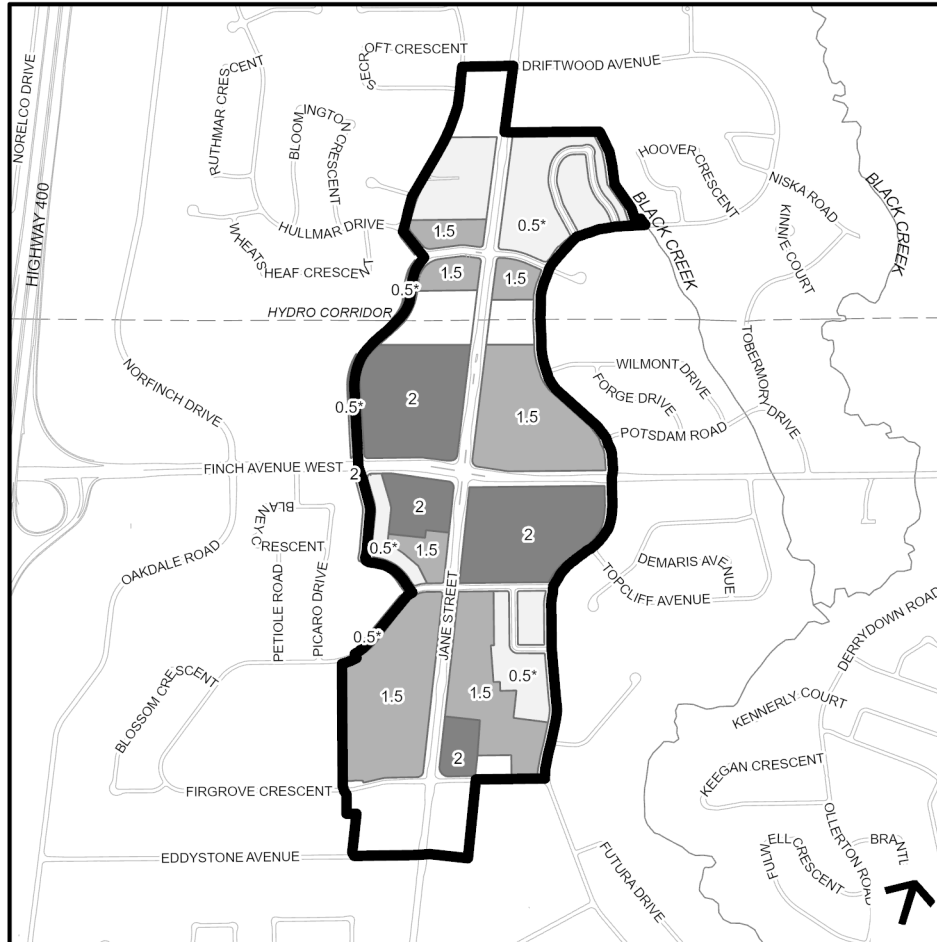 NORELCO DRIVE
HIGHWAY 400
RUTHMAR CRESCENT
BLOOMINGTON CRESCENT
SECROFT CRESCENT
DRIFTWOOD AVENUE
HOOVER CRESCENT
NISKA ROAD
KINNIE COURT
BLACK CREEK
BLACK CREEK
HULLMAR DRIVE
WHEATSHEAF CRESCENT
1.5
0.5*
1.5
1.5
0.5*
HYDRO CORRIDOR
TOBERMORY DRIVE
NORFINCH DRIVE
WILMONT DRIVE
FORGE DRIVE
POTSDAM ROAD
0.5*
2
1.5
FINCH AVENUE WEST
2
BLANEY CRESCENT
2
2
0.5*
1.5
OAKDALE ROAD
PETIOLE ROAD
PICARO DRIVE
DEMARIS AVENUE
TOPCLIFF AVENUE
JANE STREET
0.5*
BLOSSOM CRESCENT
1.5
1.5
0.5*
2
DERRYDOWN ROAD
KENNERLY COURT
KEEGAN CRESCENT
FIRGROVE CRESCENT
EDDYSTONE AVENUE
FUTURA DRIVE
FULWELL CRESCENT
OLLERTON ROAD
BRANTL